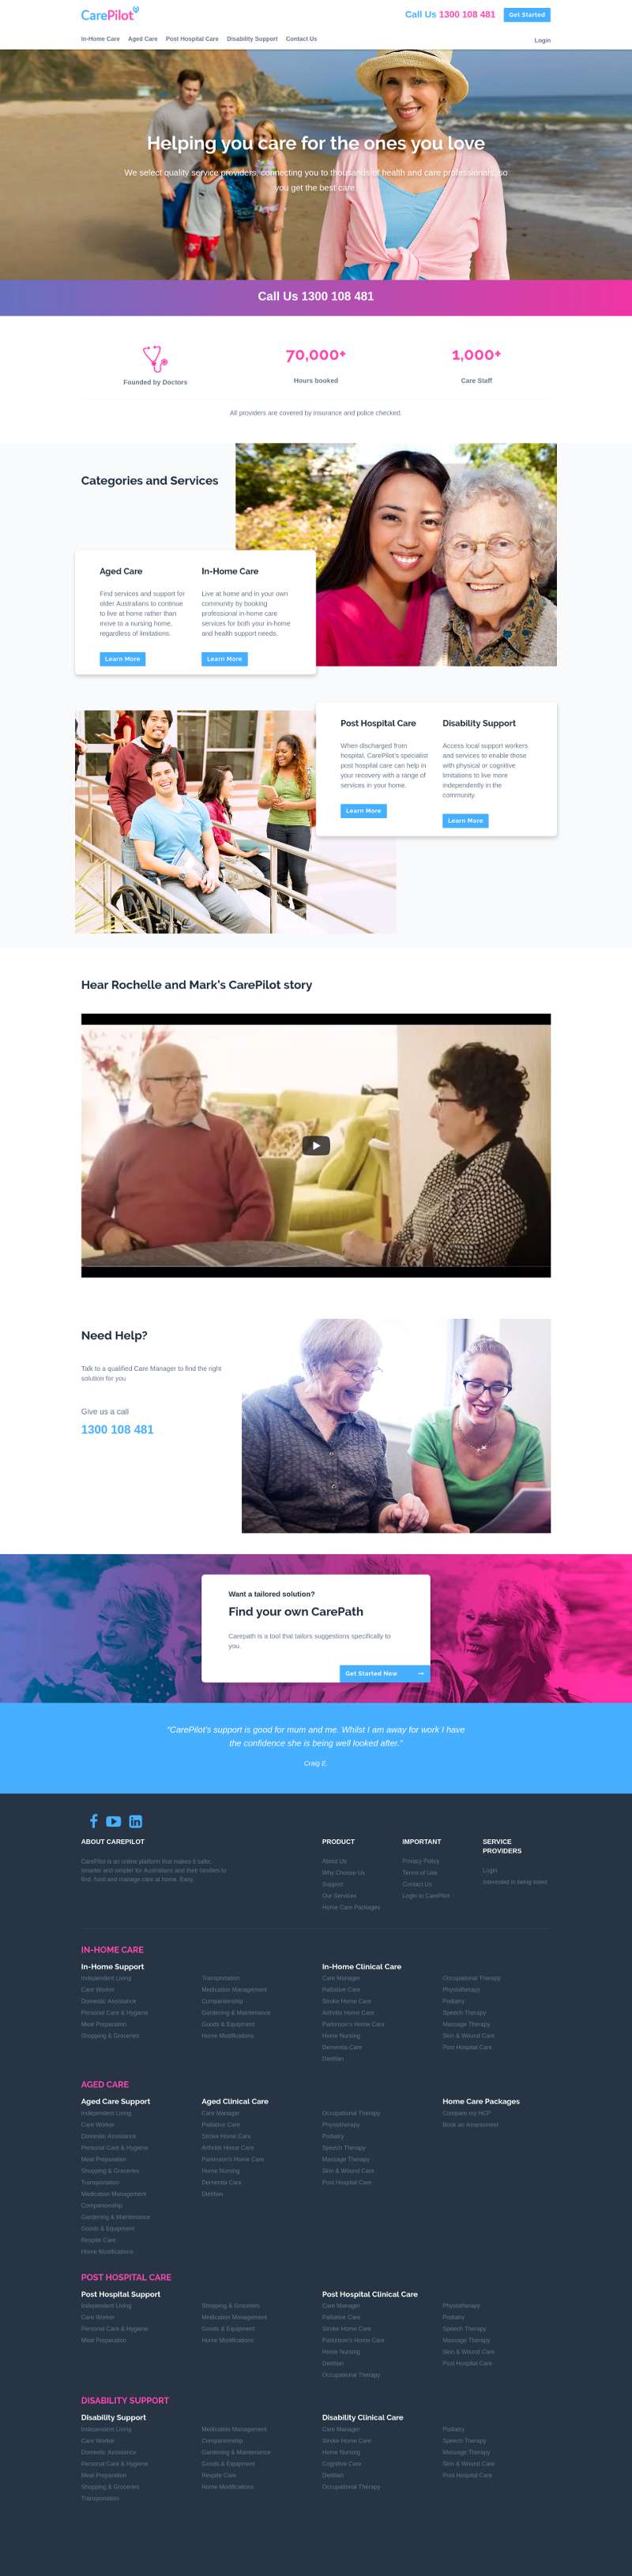 CarePilot
Call Us 1300 108 481
Get Started
In-Home Care Aged Care Post Hospital Care Disability Support Contact Us
Login
Helping you care for the ones you love
We select quality service providers, connecting you to thousands of health and care professionals, so
you get the best care.
Call Us 1300 108 481
Founded by Doctors
70,000+
Hours booked
1,000+
Care Staff
All providers are covered by insurance and police checked.
Categories and Services
Aged Care
Find services and support for
older Australians to continue
to live at home rather than
move to a nursing home,
regardless of limitations.
Learn More
In-Home Care
Live at home and in your own
community by booking
professional in-home care
services for both your in-home
and health support needs.
Learn More
Post Hospital Care
When discharged from
hospital, CarePilot's specialist
post hospital care can help in
your recovery with a range of
services in your home.
Learn More
Disability Support
Access local support workers
and services to enable those
with physical or cognitive
limitations to live more
independently in the
community.
Learn More
Hear Rochelle and Mark's CarePilot story
Need Help?
Talk to a qualified Care Manager to find the right
solution for you
Give us a call
1300 108 481
Want a tailored solution?
Find your own CarePath
Carepath is a tool that tailors suggestions specifically to
you.
Get Started Now
"CarePilot's support is good for mum and me. Whilst I am away for work I have
the confidence she is being well looked after."
Craig E.
ABOUT CAREPILOT
CarePilot is an online platform that makes it safer,
smarter and simpler for Australians and their families to
find, fund and manage care at home. Easy.
PRODUCT
About Us
Why Choose Us
Support
Our Services
Home Care Packages
IMPORTANT
Privacy Policy
Terms of Use
Contact Us
Login to CarePilot
SERVICE
PROVIDERS
Login
Interested in being listed
IN-HOME CARE
In-Home Support
Independent Living
Care Worker
Domestic Assistance
Personal Care & Hygiene
Meal Preparation
Shopping & Groceries
Transportation
Medication Management
Companionship
Gardening & Maintenance
Goods & Equipment
Home Modifications
In-Home Clinical Care
Care Manager
Palliative Care
Stroke Home Care
Arthritis Home Care
Parkinson's Home Care
Home Nursing
Dementia Care
Dietitian
Occupational Therapy
Physiotherapy
Podiatry
Speech Therapy
Massage Therapy
Skin & Wound Care
Post Hospital Care
AGED CARE
Aged Care Support
Independent Living
Care Worker
Domestic Assistance
Personal Care & Hygiene
Meal Preparation
Shopping & Groceries
Transportation
Medication Management
Companionship
Gardening & Maintenance
Goods & Equipment
Respite Care
Home Modifications
Aged Clinical Care
Care Manager
Palliative Care
Stroke Home Care
Arthritis Home Care
Parkinson's Home Care
Home Nursing
Dementia Care
Dietitian
Occupational Therapy
Physiotherapy
Podiatry
Speech Therapy
Massage Therapy
Skin & Wound Care
Post Hospital Care
Home Care Packages
Compare my HCP
Book an Assessment
POST HOSPITAL CARE
Post Hospital Support
Independent Living
Care Worker
Personal Care & Hygiene
Meal Preparation
Shopping & Groceries
Medication Management
Goods & Equipment
Home Modifications
Post Hospital Clinical Care
Care Manager
Palliative Care
Stroke Home Care
Parkinson's Home Care
Home Nursing
Dietitian
Occupational Therapy
Physiotherapy
Podiatry
Speech Therapy
Massage Therapy
Skin & Wound Care
Post Hospital Care
DISABILITY SUPPORT
Disability Support
Independent Living
Care Worker
Domestic Assistance
Personal Care & Hygiene
Meal Preparation
Shopping & Groceries
Transportation
Medication Management
Companionship
Gardening & Maintenance
Goods & Equipment
Respite Care
Home Modifications
Disability Clinical Care
Care Manager
Stroke Home Care
Home Nursing
Cognitive Care
Dietitian
Occupational Therapy
Podiatry
Speech Therapy
Massage Therapy
Skin & Wound Care
Post Hospital Care